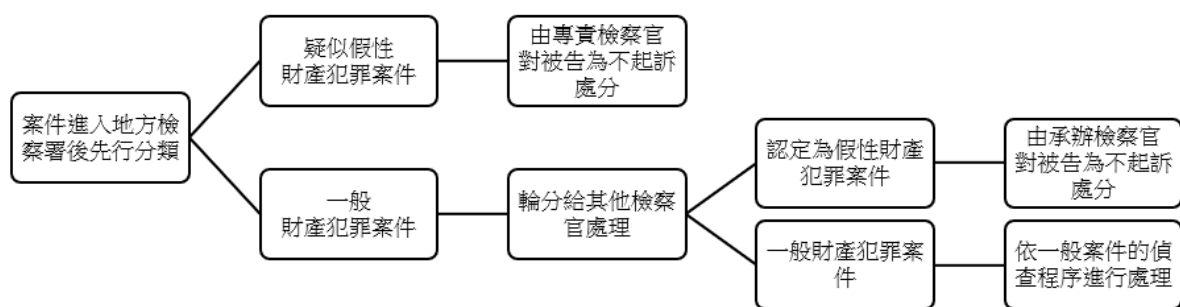 案件進入地方檢
察署後先行分類
疑似假性
財產犯罪案件
由專責檢察官
對被告為不起訴
處分
一般
財產犯罪案件
輪分給其他檢察
官處理
認定為假性財產
犯罪案件
由承辦檢察官
對被告為不起訴
處分
一般財產犯罪案
件
依一般案件的偵
查程序進行處理